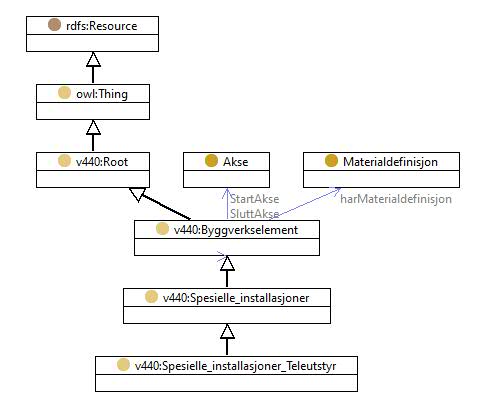 rdfs:Resource
owl:Thing
v440:Root
Akse
Materialdefinisjon
StartAkse
SluttAkse
harMaterialdefinisjon
v440:Byggverkselement
v440:Spesielle_installasjoner
v440:Spesielle_installasjoner_Teleutstyr